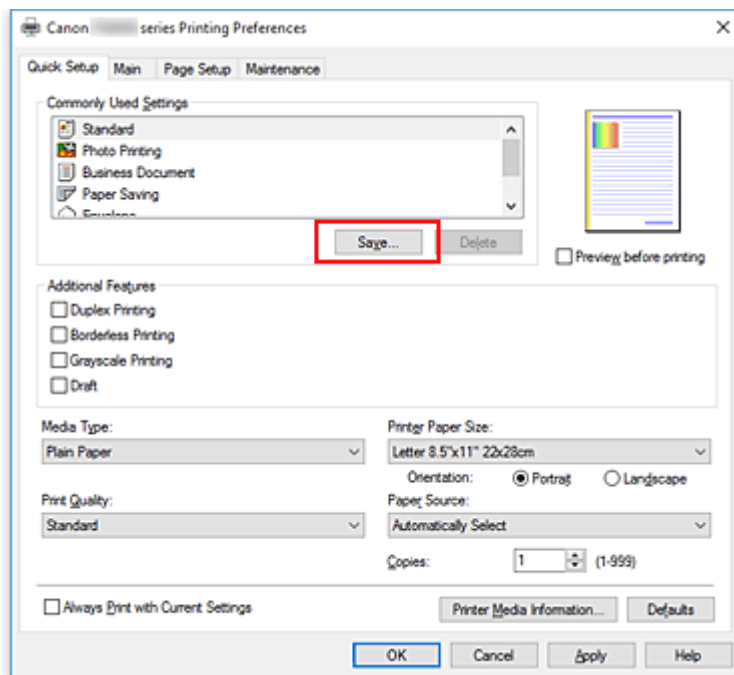 Canon series Printing Preferences
Quick Setup Main Page Setup Maintenance
Commonly Used Settings
Standard
Photo Printing
Business Document
Paper Saving
Envelope
Save... Delete
Preview before printing
Additional Features
Duplex Printing
Borderless Printing
Grayscale Printing
Draft
Media Type: Printer Paper Size:
Plain Paper Letter 8.5"x11" 22x28cm
Orientation: Portrait Landscape
Print Quality: Paper Source:
Standard Automatically Select
Copies: 1 (1-999)
Always Print with Current Settings Printer Media Information... Defaults
OK Cancel Apply Help